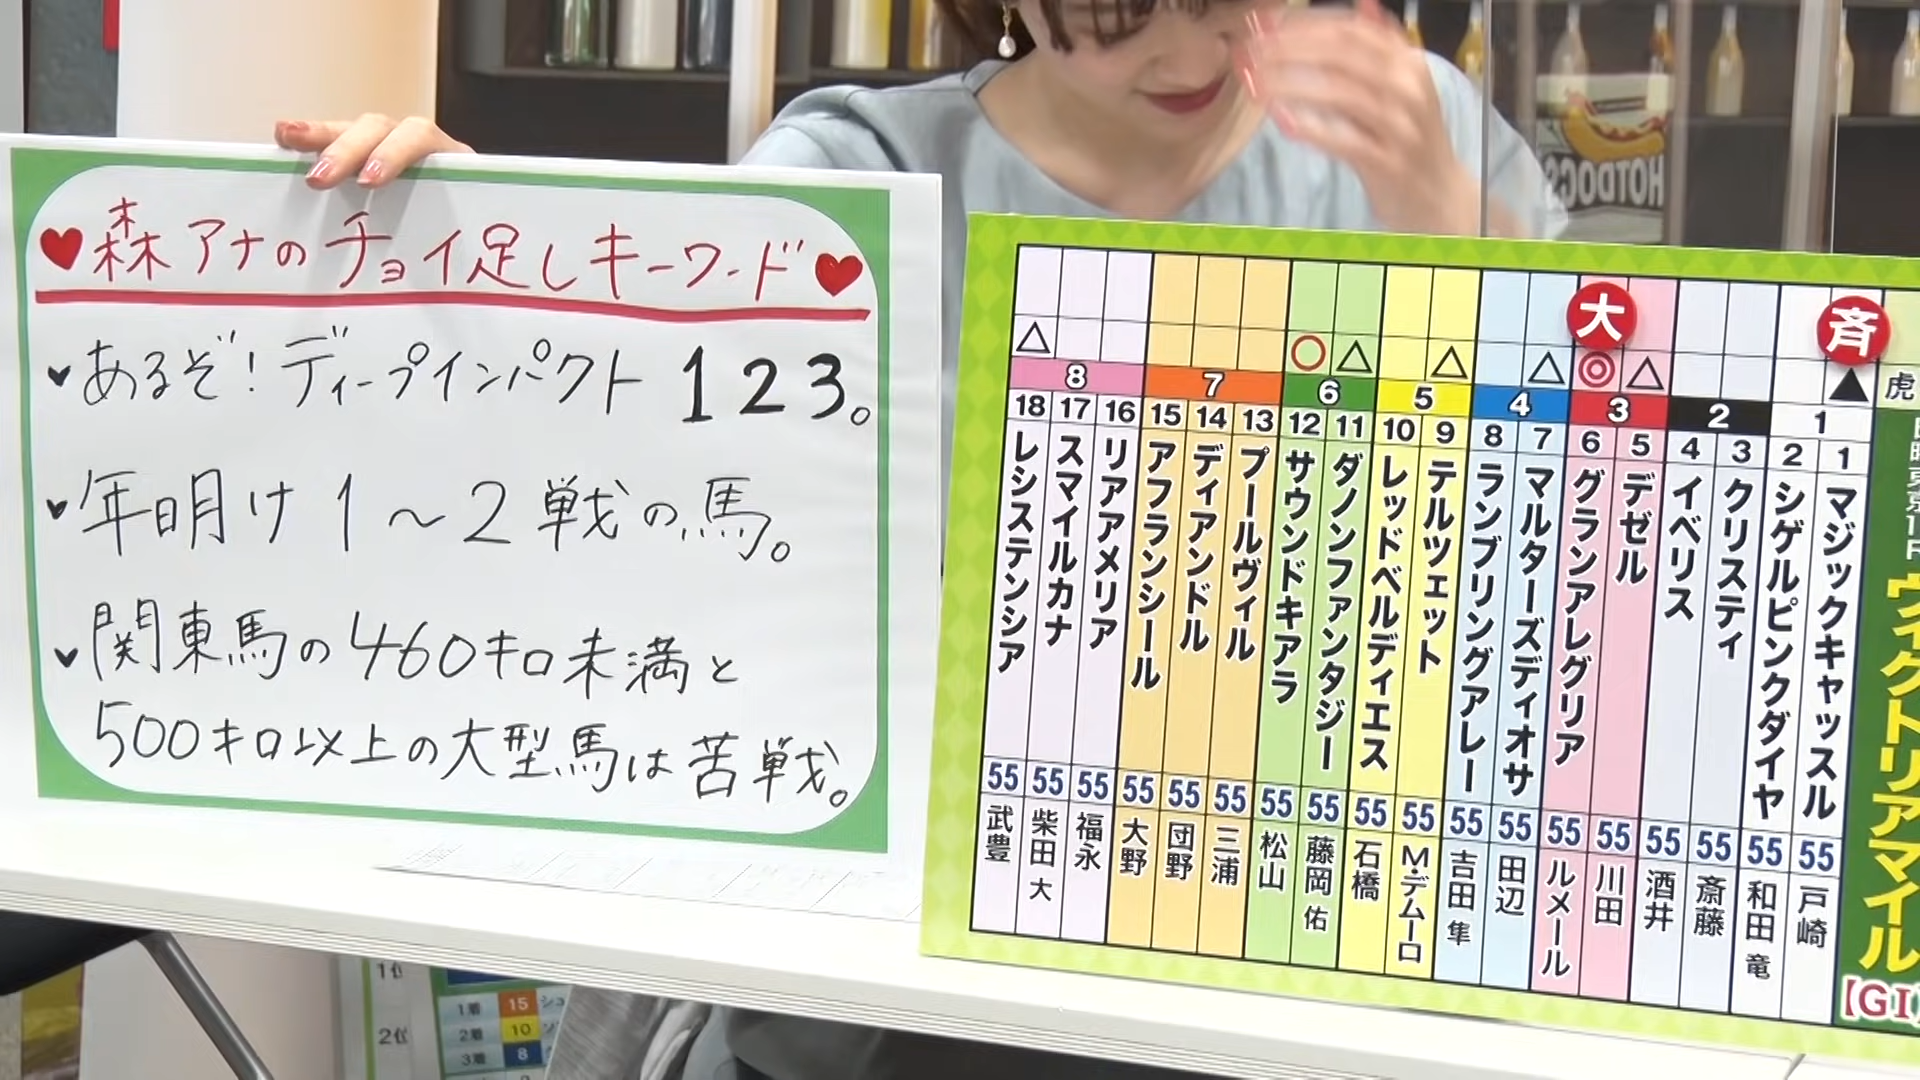 ♥森アナのチョイ足しキーワード♥
あるぞ！ディープインパクト123。
年明け1〜2戦の馬。
関東馬の460キロ未満と
500キロ以上の大型馬は苦戦。
HOTDOGS
大
斉
△ ○ △ △ △ ◎ △ ▲ 虎
8 7 6 5 4 3 2 1
18 17 16 15 14 13 12 11 10 9 8 7 6 5 4 3 2 1
ヴィクトリアマイル
【GI】
マジックキャッスル 55 戸崎
シゲルピンクダイヤ 55 和田竜
クリスティ 55 斎藤
イベリス 55 酒井
デゼル 55 川田
グランアレグリア 55 ルメール
マルターズディオサ 55 田辺
ランブリングアレー 55 吉田隼
テルツェット 55 M・デムーロ
レッドベルディエス 55 石橋
ダノンファンタジー 55 藤岡佑
サウンドキアラ 55 松山
プールヴィル 55 三浦
ディアンドル 55 団野
アフランシール 55 大野
リアアメリア 55 福永
スマイルカナ 55 柴田大
レシステンシア 55 武豊
1着 15 シュ
2着 10 ソ
3着 8